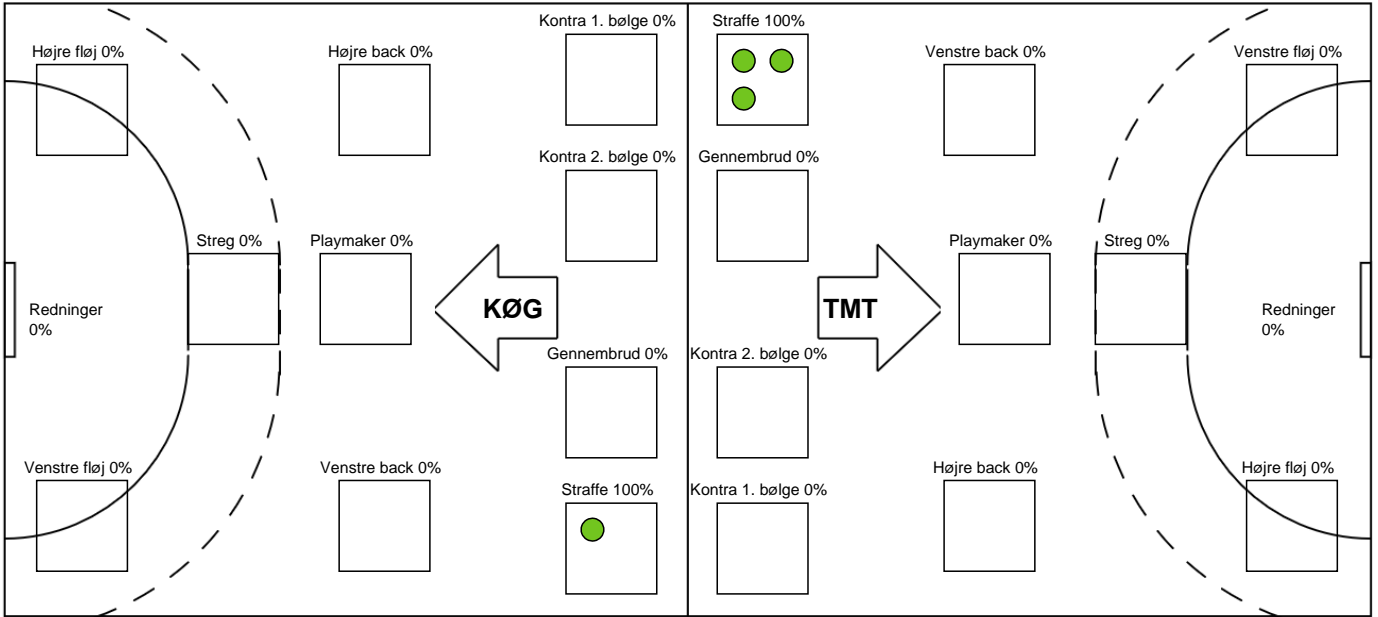 Kontra 1. bølge 0%
Straffe 100%
Højre fløj 0%
Højre back 0%
Venstre back 0%
Venstre fløj 0%
Kontra 2. bølge 0%
Gennembrud 0%
Streg 0%
Playmaker 0%
Playmaker 0%
Streg 0%
Redninger
0%
KØG
TMT
Redninger
0%
Gennembrud 0%
Kontra 2. bølge 0%
Venstre fløj 0%
Venstre back 0%
Højre back 0%
Højre fløj 0%
Straffe 100%
Kontra 1. bølge 0%